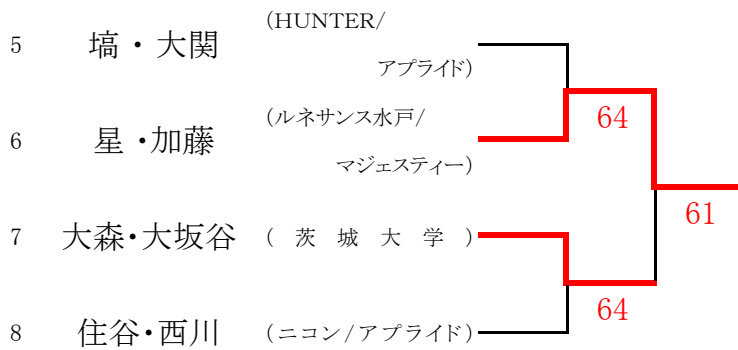 5 塙・大関 (HUNTER/
アプライド)
6 星・加藤 (ルネサンス水戸/
マジェスティー)
64
61
7 大森・大坂谷 (茨城大学)
64
8 住谷・西川 (ニコン/アプライド)